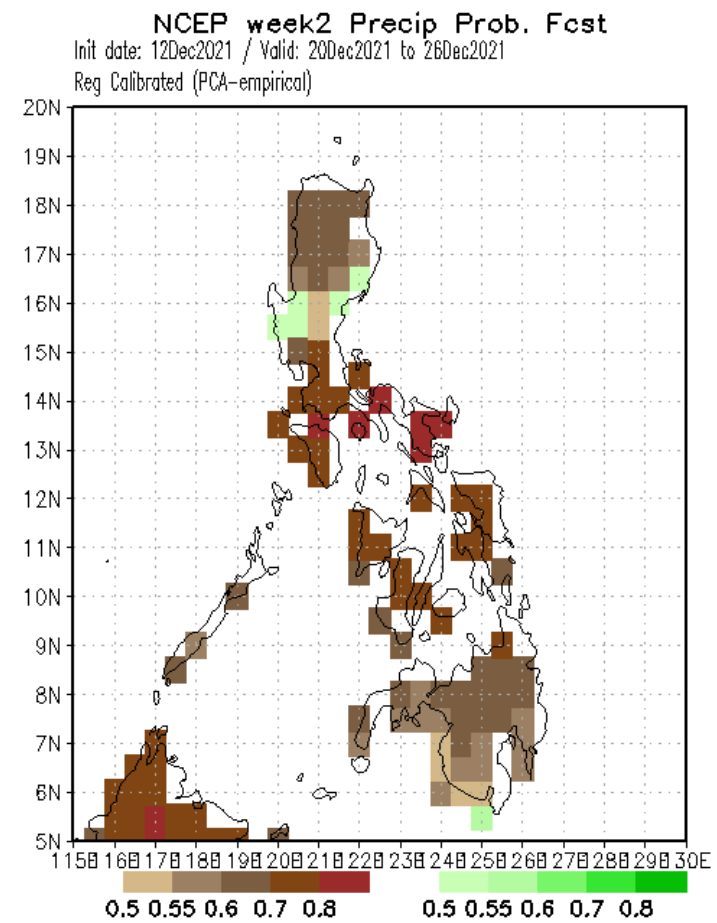 NCEP week2 Precip Prob. Fcst
Init date: 12Dec2021 / Valid: 20Dec2021 to 26Dec2021
Reg Calibrated (PCA-empirical)
20N
19N
18N
17N
16N
15N
14N
13N
12N
11N
10N
9N
8N
7N
6N
5N
115E 116E 117E 118E 119E 120E 121E 122E 123E 124E 125E 126E 127E 128E 129E 130E
0.5 0.55 0.6 0.7 0.8 0.5 0.55 0.6 0.7 0.8